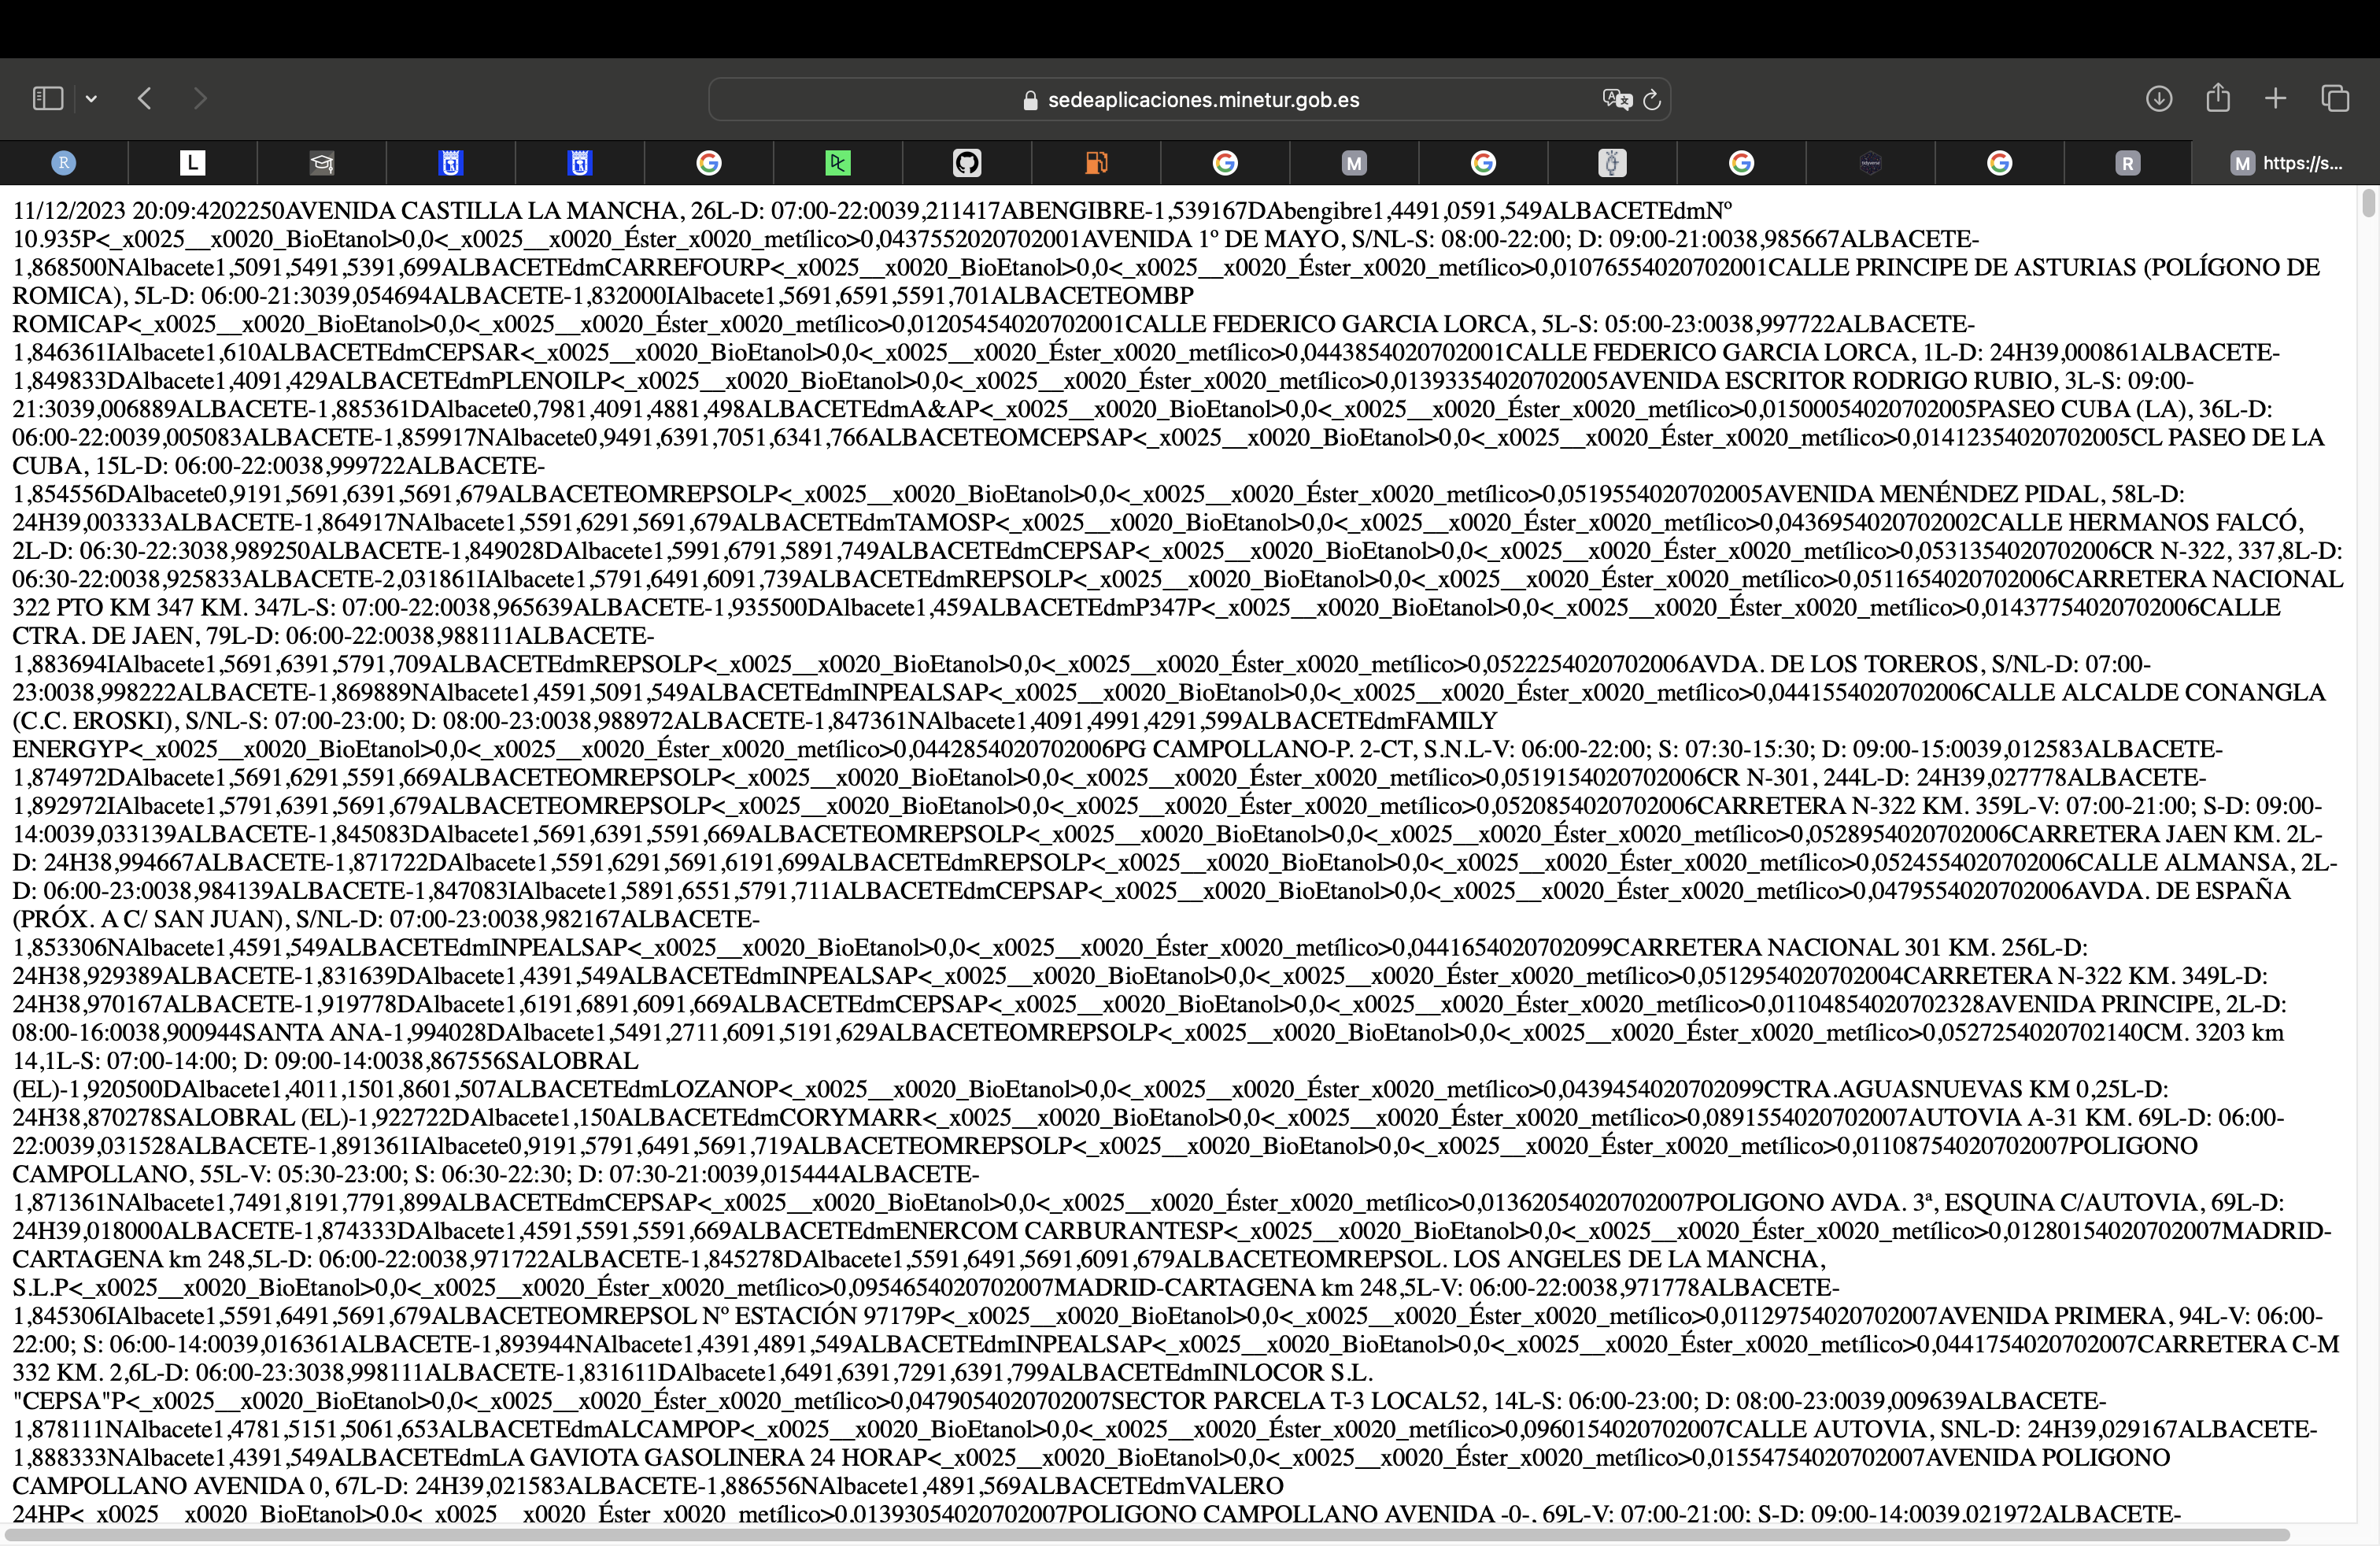 sedeaplicaciones.minetur.gob.es
R
L
G
G
M
G
G
G
R
M https://s...
11/12/2023 20:09:4202250AVENIDA CASTILLA LA MANCHA, 26L-D: 07:00-22:0039,211417ABENGIBRE-1,539167DAbengibre1,4491,0591,549ALBACETEdmNº
10.935P<_x0025__x0020_BioEtanol>0,0<_x0025__x0020_Éster_x0020_metílico>0,0437552020702001AVENIDA 1º DE MAYO, S/NL-S: 08:00-22:00; D: 09:00-21:0038,985667ALBACETE-
1,868500NAlbacete1,5091,5491,5391,699ALBACETEdmCARREFOURP<_x0025__x0020_BioEtanol>0,0<_x0025__x0020_Éster_x0020_metílico>0,01076554020702001CALLE PRINCIPE DE ASTURIAS (POLÍGONO DE
ROMICA), 5L-D: 06:00-21:3039,054694ALBACETE-1,832000IAlbacete1,5691,6591,5591,701ALBACETEOMBP
ROMICAP<_x0025__x0020_BioEtanol>0,0<_x0025__x0020_Éster_x0020_metílico>0,01205454020702001CALLE FEDERICO GARCIA LORCA, 5L-S: 05:00-23:0038,997722ALBACETE-
1,846361IAlbacete1,610ALBACETEdmCEPSAR<_x0025__x0020_BioEtanol>0,0<_x0025__x0020_Éster_x0020_metílico>0,0443854020702001CALLE FEDERICO GARCIA LORCA, 1L-D: 24H39,000861ALBACETE-
1,849833DAlbacete1,4091,429ALBACETEdmPLENOILP<_x0025__x0020_BioEtanol>0,0<_x0025__x0020_Éster_x0020_metílico>0,01393354020702005AVENIDA ESCRITOR RODRIGO RUBIO, 3L-S: 09:00-
21:3039,006889ALBACETE-1,885361DAlbacete0,7981,4091,4881,498ALBACETEdmA&AP<_x0025__x0020_BioEtanol>0,0<_x0025__x0020_Éster_x0020_metílico>0,01500054020702005PASEO CUBA (LA), 36L-D:
06:00-22:0039,005083ALBACETE-1,859917NAlbacete0,9491,6391,7051,6341,766ALBACETEOMCEPSAP<_x0025__x0020_BioEtanol>0,0<_x0025__x0020_Éster_x0020_metílico>0,01412354020702005CL PASEO DE LA
CUBA, 15L-D: 06:00-22:0038,999722ALBACETE-
1,854556DAlbacete0,9191,5691,6391,5691,679ALBACETEOMREPSOLP<_x0025__x0020_BioEtanol>0,0<_x0025__x0020_Éster_x0020_metílico>0,0519554020702005AVENIDA MENÉNDEZ PIDAL, 58L-D:
24H39,003333ALBACETE-1,864917NAlbacete1,5591,6291,5691,679ALBACETEdmTAMOSP<_x0025__x0020_BioEtanol>0,0<_x0025__x0020_Éster_x0020_metílico>0,0436954020702002CALLE HERMANOS FALCÓ,
2L-D: 06:30-22:3038,989250ALBACETE-1,849028DAlbacete1,5991,6791,5891,749ALBACETEdmCEPSAP<_x0025__x0020_BioEtanol>0,0<_x0025__x0020_Éster_x0020_metílico>0,0531354020702006CR N-322, 337,8L-D:
06:30-22:0038,925833ALBACETE-2,031861IAlbacete1,5791,6491,6091,739ALBACETEdmREPSOLP<_x0025__x0020_BioEtanol>0,0<_x0025__x0020_Éster_x0020_metílico>0,0511654020702006CARRETERA NACIONAL
322 PTO KM 347 KM. 347L-S: 07:00-22:0038,965639ALBACETE-1,935500DAlbacete1,459ALBACETEdmP347P<_x0025__x0020_BioEtanol>0,0<_x0025__x0020_Éster_x0020_metílico>0,01437754020702006CALLE
CTRA. DE JAEN, 79L-D: 06:00-22:0038,988111ALBACETE-
1,883694IAlbacete1,5691,6391,5791,709ALBACETEdmREPSOLP<_x0025__x0020_BioEtanol>0,0<_x0025__x0020_Éster_x0020_metílico>0,0522254020702006AVDA. DE LOS TOREROS, S/NL-D: 07:00-
23:0038,998222ALBACETE-1,869889NAlbacete1,4591,5091,549ALBACETEdmINPEALSAP<_x0025__x0020_BioEtanol>0,0<_x0025__x0020_Éster_x0020_metílico>0,0441554020702006CALLE ALCALDE CONANGLA
(C.C. EROSKI), S/NL-S: 07:00-23:00; D: 08:00-23:0038,988972ALBACETE-1,847361NAlbacete1,4091,4991,4291,599ALBACETEdmFAMILY
ENERGYP<_x0025__x0020_BioEtanol>0,0<_x0025__x0020_Éster_x0020_metílico>0,0442854020702006PG CAMPOLLANO-P. 2-CT, S.N.L-V: 06:00-22:00; S: 07:30-15:30; D: 09:00-15:0039,012583ALBACETE-
1,874972DAlbacete1,5691,6291,5591,669ALBACETEOMREPSOLP<_x0025__x0020_BioEtanol>0,0<_x0025__x0020_Éster_x0020_metílico>0,0519154020702006CR N-301, 244L-D: 24H39,027778ALBACETE-
1,892972IAlbacete1,5791,6391,5691,679ALBACETEOMREPSOLP<_x0025__x0020_BioEtanol>0,0<_x0025__x0020_Éster_x0020_metílico>0,0520854020702006CARRETERA N-322 KM. 359L-V: 07:00-21:00; S-D: 09:00-
14:0039,033139ALBACETE-1,845083DAlbacete1,5691,6391,5591,669ALBACETEOMREPSOLP<_x0025__x0020_BioEtanol>0,0<_x0025__x0020_Éster_x0020_metílico>0,0528954020702006CARRETERA JAEN KM. 2L-
D: 24H38,994667ALBACETE-1,871722DAlbacete1,5591,6291,5691,6191,699ALBACETEdmREPSOLP<_x0025__x0020_BioEtanol>0,0<_x0025__x0020_Éster_x0020_metílico>0,0524554020702006CALLE ALMANSA, 2L-
D: 06:00-23:0038,984139ALBACETE-1,847083IAlbacete1,5891,6551,5791,711ALBACETEdmCEPSAP<_x0025__x0020_BioEtanol>0,0<_x0025__x0020_Éster_x0020_metílico>0,0479554020702006AVDA. DE ESPAÑA
(PRÓX. A C/ SAN JUAN), S/NL-D: 07:00-23:0038,982167ALBACETE-
1,853306NAlbacete1,4591,549ALBACETEdmINPEALSAP<_x0025__x0020_BioEtanol>0,0<_x0025__x0020_Éster_x0020_metílico>0,0441654020702099CARRETERA NACIONAL 301 KM. 256L-D:
24H38,929389ALBACETE-1,831639DAlbacete1,4391,549ALBACETEdmINPEALSAP<_x0025__x0020_BioEtanol>0,0<_x0025__x0020_Éster_x0020_metílico>0,0512954020702004CARRETERA N-322 KM. 349L-D:
24H38,970167ALBACETE-1,919778DAlbacete1,6191,6891,6091,669ALBACETEdmCEPSAP<_x0025__x0020_BioEtanol>0,0<_x0025__x0020_Éster_x0020_metílico>0,01104854020702328AVENIDA PRINCIPE, 2L-D:
08:00-16:0038,900944SANTA ANA-1,994028DAlbacete1,5491,2711,6091,5191,629ALBACETEOMREPSOLP<_x0025__x0020_BioEtanol>0,0<_x0025__x0020_Éster_x0020_metílico>0,0527254020702140CM. 3203 km
14,1L-S: 07:00-14:00; D: 09:00-14:0038,867556SALOBRAL
(EL)-1,920500DAlbacete1,4011,1501,8601,507ALBACETEdmLOZANOP<_x0025__x0020_BioEtanol>0,0<_x0025__x0020_Éster_x0020_metílico>0,0439454020702099CTRA.AGUASNUEVAS KM 0,25L-D:
24H38,870278SALOBRAL (EL)-1,922722DAlbacete1,150ALBACETEdmCORYMARR<_x0025__x0020_BioEtanol>0,0<_x0025__x0020_Éster_x0020_metílico>0,0891554020702007AUTOVIA A-31 KM. 69L-D: 06:00-
22:0039,031528ALBACETE-1,891361IAlbacete0,9191,5791,6491,5691,719ALBACETEOMREPSOLP<_x0025__x0020_BioEtanol>0,0<_x0025__x0020_Éster_x0020_metílico>0,01108754020702007POLIGONO
CAMPOLLANO, 55L-V: 05:30-23:00; S: 06:30-22:30; D: 07:30-21:0039,015444ALBACETE-
1,871361NAlbacete1,7491,8191,7791,899ALBACETEdmCEPSAP<_x0025__x0020_BioEtanol>0,0<_x0025__x0020_Éster_x0020_metílico>0,01362054020702007POLIGONO AVDA. 3ª, ESQUINA C/AUTOVIA, 69L-D:
24H39,018000ALBACETE-1,874333DAlbacete1,4591,5591,5591,669ALBACETEdmENERCOM CARBURANTESP<_x0025__x0020_BioEtanol>0,0<_x0025__x0020_Éster_x0020_metílico>0,01280154020702007MADRID-
CARTAGENA km 248,5L-D: 06:00-22:0038,971722ALBACETE-1,845278DAlbacete1,5591,6491,5691,6091,679ALBACETEOMREPSOL. LOS ANGELES DE LA MANCHA,
S.L.P<_x0025__x0020_BioEtanol>0,0<_x0025__x0020_Éster_x0020_metílico>0,0954654020702007MADRID-CARTAGENA km 248,5L-V: 06:00-22:0038,971778ALBACETE-
1,845306IAlbacete1,5591,6491,5691,679ALBACETEOMREPSOL Nº ESTACIÓN 97179P<_x0025__x0020_BioEtanol>0,0<_x0025__x0020_Éster_x0020_metílico>0,01129754020702007AVENIDA PRIMERA, 94L-V: 06:00-
22:00; S: 06:00-14:0039,016361ALBACETE-1,893944NAlbacete1,4391,4891,549ALBACETEdmINPEALSAP<_x0025__x0020_BioEtanol>0,0<_x0025__x0020_Éster_x0020_metílico>0,0441754020702007CARRETERA C-M
332 KM. 2,6L-D: 06:00-23:3038,998111ALBACETE-1,831611DAlbacete1,6491,6391,7291,6391,799ALBACETEdmINLOCOR S.L.
"CEPSA"P<_x0025__x0020_BioEtanol>0,0<_x0025__x0020_Éster_x0020_metílico>0,0479054020702007SECTOR PARCELA T-3 LOCAL52, 14L-S: 06:00-23:00; D: 08:00-23:0039,009639ALBACETE-
1,878111NAlbacete1,4781,5151,5061,653ALBACETEdmALCAMPOP<_x0025__x0020_BioEtanol>0,0<_x0025__x0020_Éster_x0020_metílico>0,0960154020702007CALLE AUTOVIA, SNL-D: 24H39,029167ALBACETE-
1,888333NAlbacete1,4391,549ALBACETEdmLA GAVIOTA GASOLINERA 24 HORAP<_x0025__x0020_BioEtanol>0,0<_x0025__x0020_Éster_x0020_metílico>0,01554754020702007AVENIDA POLIGONO
CAMPOLLANO AVENIDA 0, 67L-D: 24H39,021583ALBACETE-1,886556NAlbacete1,4891,569ALBACETEdmVALERO
24HP<_x0025__x0020_BioEtanol>0,0<_x0025__x0020_Éster_x0020_metílico>0,01393054020702007POLIGONO CAMPOLLANO AVENIDA -0-, 69L-V: 07:00-21:00; S-D: 09:00-14:0039,021972ALBACETE-